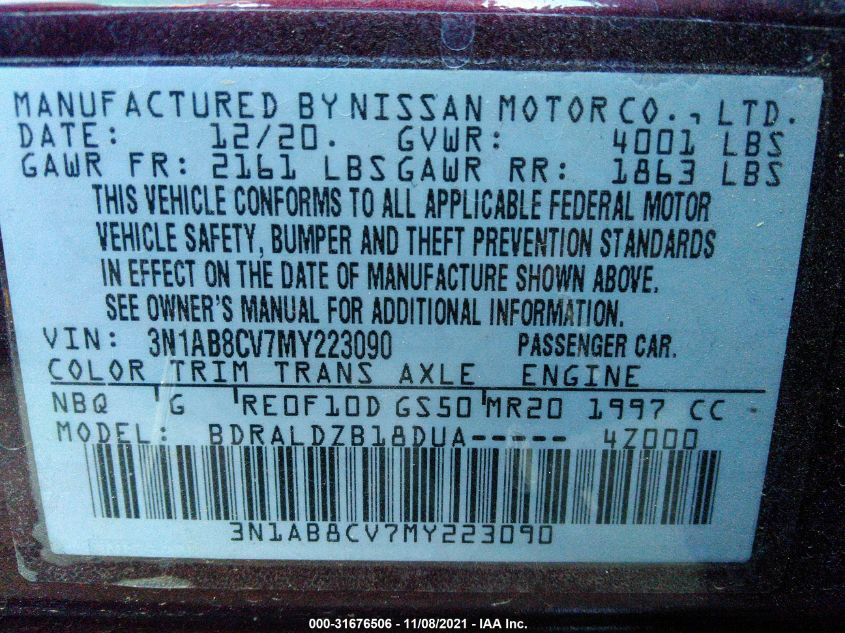 MANUFACTURED BY NISSAN MOTOR CO., LTD.
DATE: 12/20. GVWR: 4001 LBS
GAWR FR: 2161 LBS GAWR RR: 1863 LBS
THIS VEHICLE CONFORMS TO ALL APPLICABLE FEDERAL MOTOR
VEHICLE SAFETY, BUMPER AND THEFT PREVENTION STANDARDS
IN EFFECT ON THE DATE OF MANUFACTURE SHOWN ABOVE.
SEE OWNER'S MANUAL FOR ADDITIONAL INFORMATION.
VIN: 3N1AB8CV7MY223090 PASSENGER CAR.
COLOR TRIM TRANS AXLE ENGINE
NBQ G RE0F10D GS50 MR20 1997 CC
MODEL: BDRALDZB18DUA----- 4Z000
3N1AB8CV7MY223090
000-31676506 - 11/08/2021 - IAA Inc.